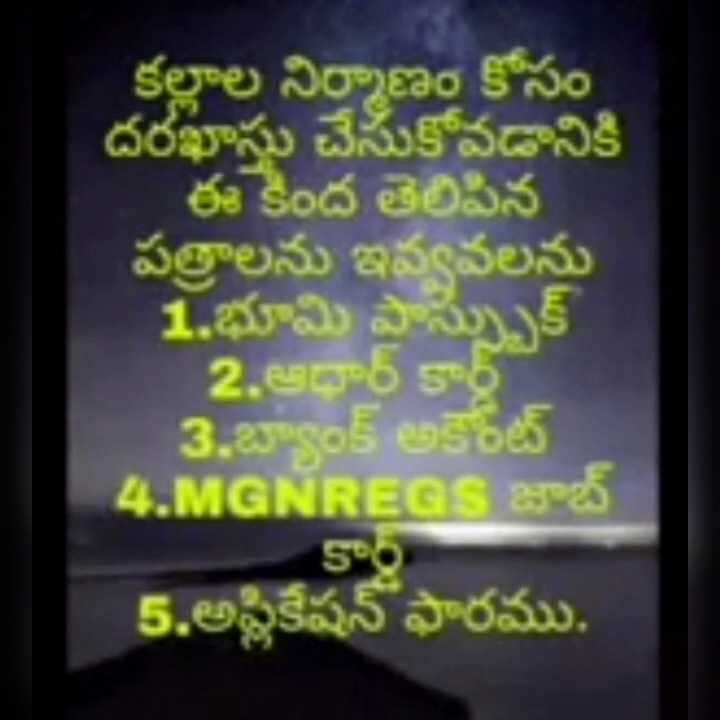 కల్లాల నిర్మాణం కోసం
దరఖాస్తు చేసుకోవడానికి
ఈ కింద తెలిపిన
పత్రాలను ఇవ్వవలను
1.భూమి పాస్బుక్
2.ఆధార్ కార్డ్
3.బ్యాంక్ అకౌంట్
4.MGNREGS జాబ్
కార్డ్
5.అప్లికేషన్ ఫారము.